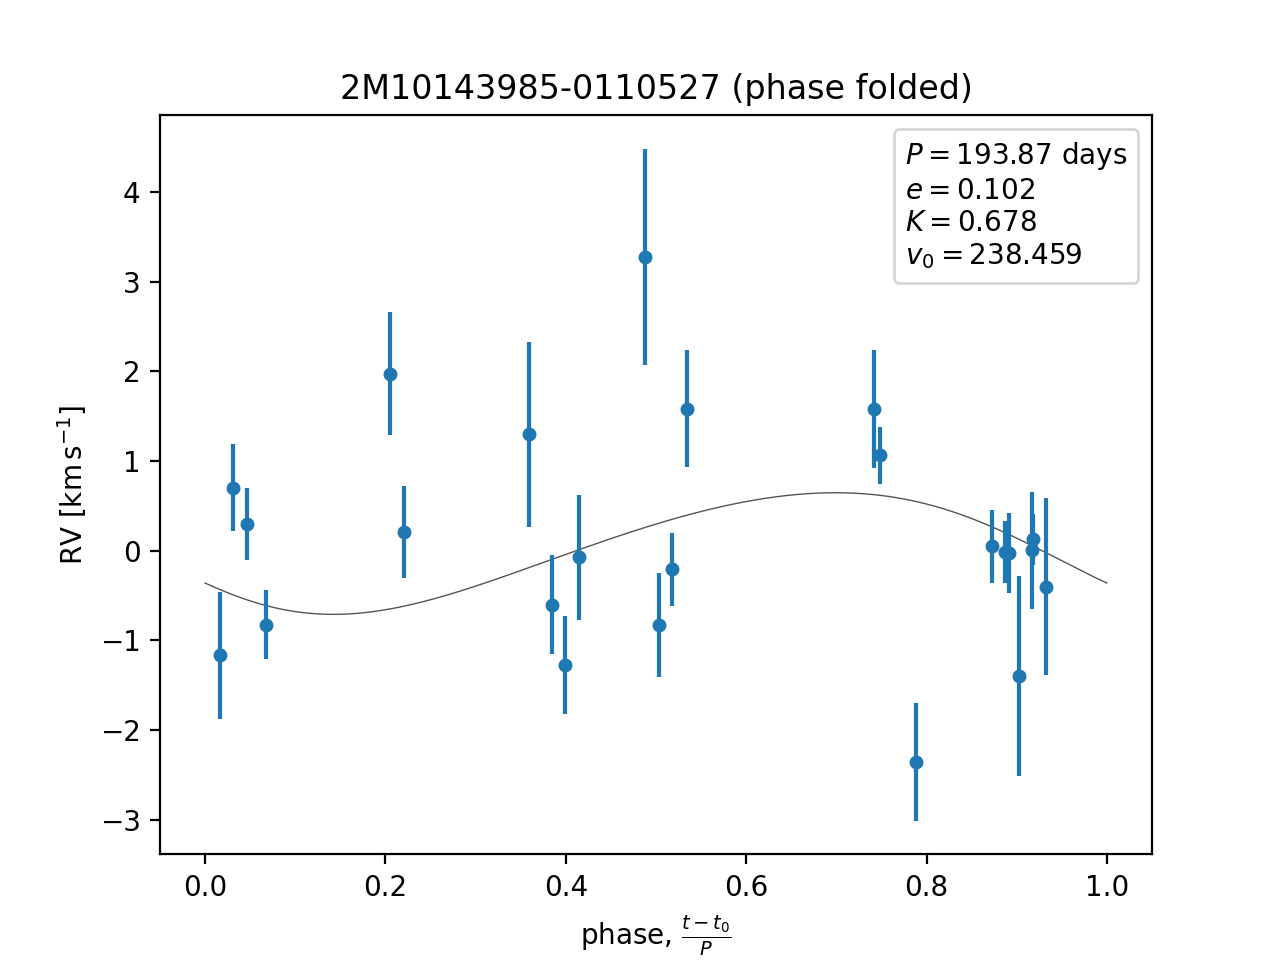 2M10143985-0110527 (phase folded)
P = 193.87 days
e = 0.102
K = 0.678
v₀ = 238.459
RV [km s⁻¹]
4
3
2
1
0
−1
−2
−3
0.0 0.2 0.4 0.6 0.8 1.0
phase, (t − t₀)/P